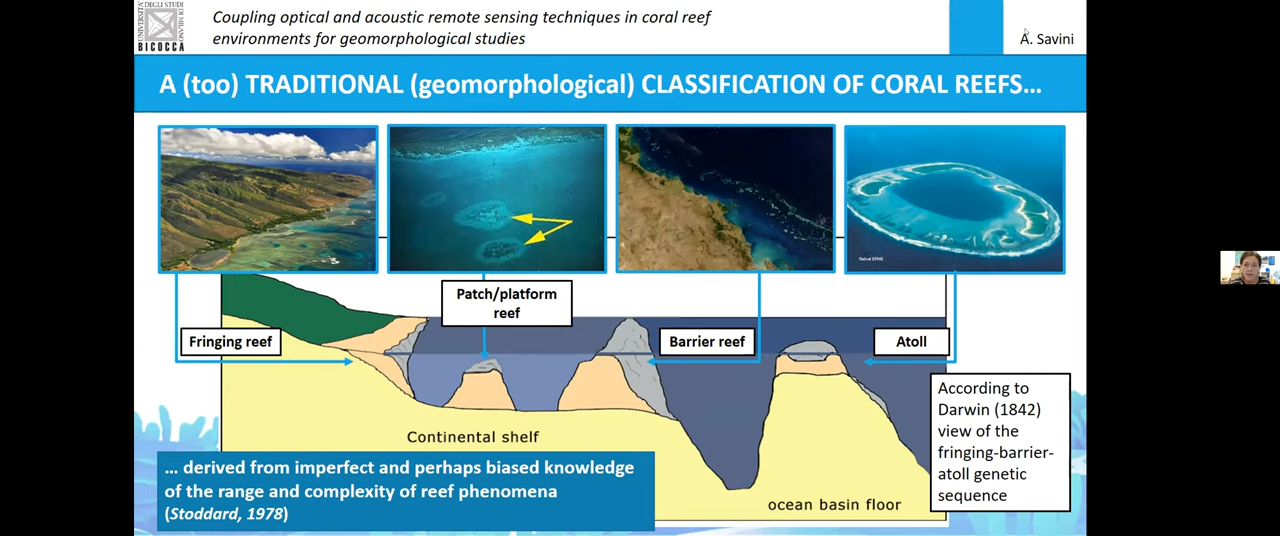 DEGLI STUDI
UNIVERSITÀ
DI MILANO
BICOCCA
Coupling optical and acoustic remote sensing techniques in coral reef
environments for geomorphological studies
A. Savini
A (too) TRADITIONAL (geomorphological) CLASSIFICATION OF CORAL REEFS…
Patch/platform
reef
Fringing reef
Barrier reef
Atoll
According to
Darwin (1842)
view of the
fringing-barrier-
atoll genetic
sequence
Continental shelf
… derived from imperfect and perhaps biased knowledge
of the range and complexity of reef phenomena
(Stoddard, 1978)
ocean basin floor